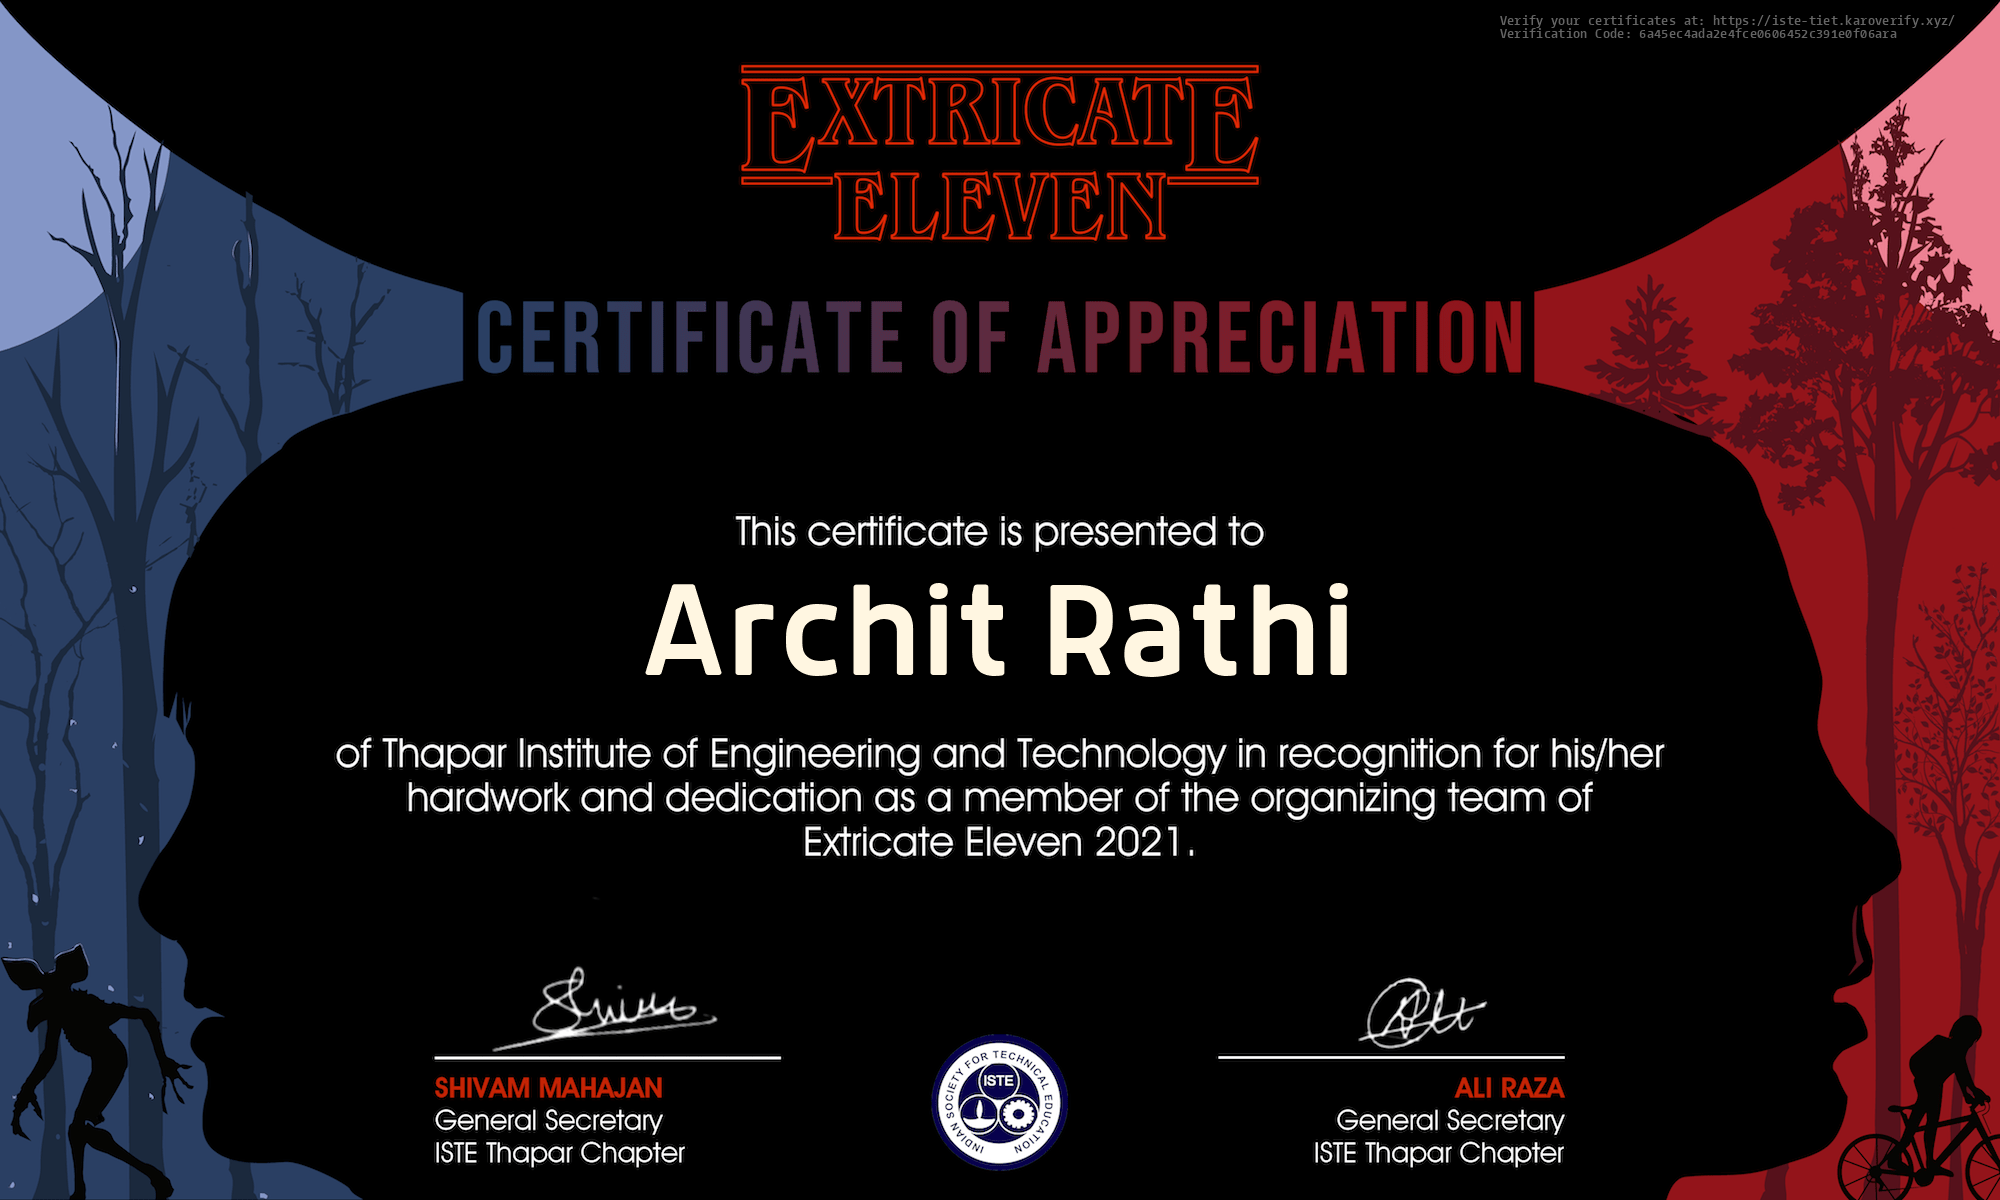 Verify your certificates at: https://iste-tiet.karoverify.xyz/
Verification Code: 6a45ec4ada2e4fce0606452c391e0f06ara
EXTRICATE
ELEVEN
CERTIFICATE OF APPRECIATION
This certificate is presented to
Archit Rathi
of Thapar Institute of Engineering and Technology in recognition for his/her
hardwork and dedication as a member of the organizing team of
Extricate Eleven 2021.
SHIVAM MAHAJAN
General Secretary
ISTE Thapar Chapter
INDIAN SOCIETY FOR TECHNICAL EDUCATION
ISTE
ALI RAZA
General Secretary
ISTE Thapar Chapter